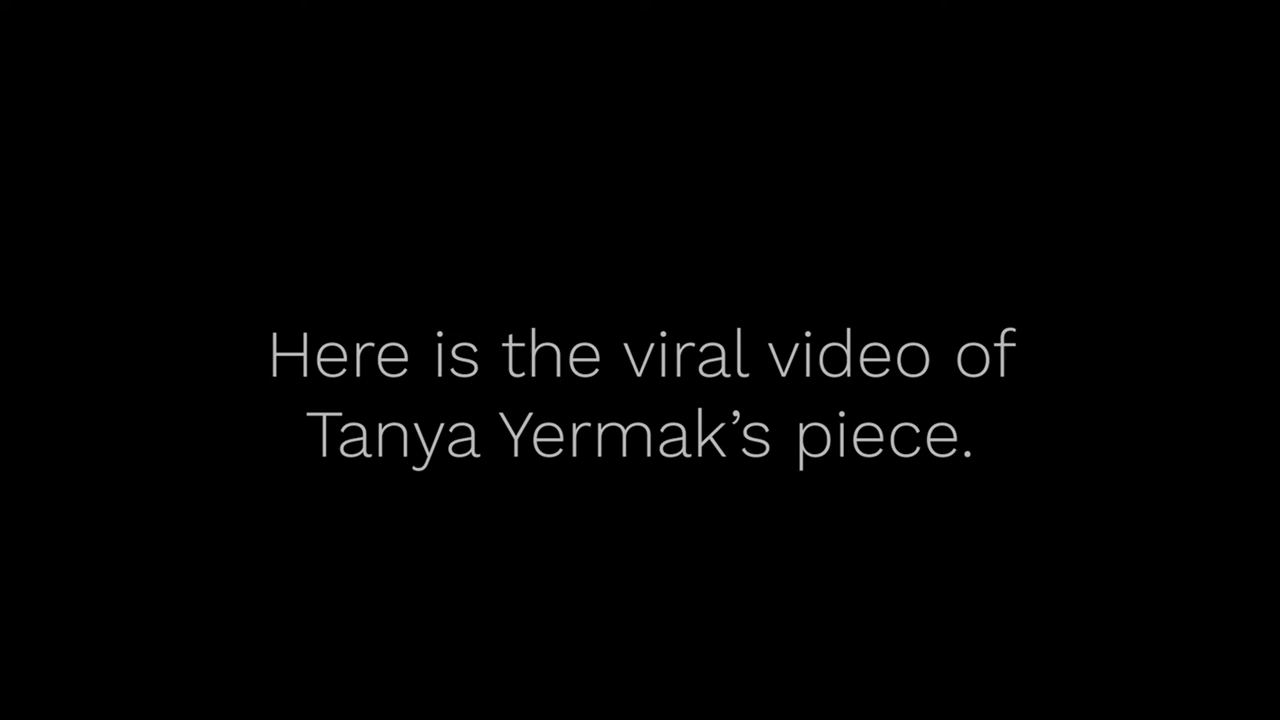 Here is the viral video of
Tanya Yermak’s piece.